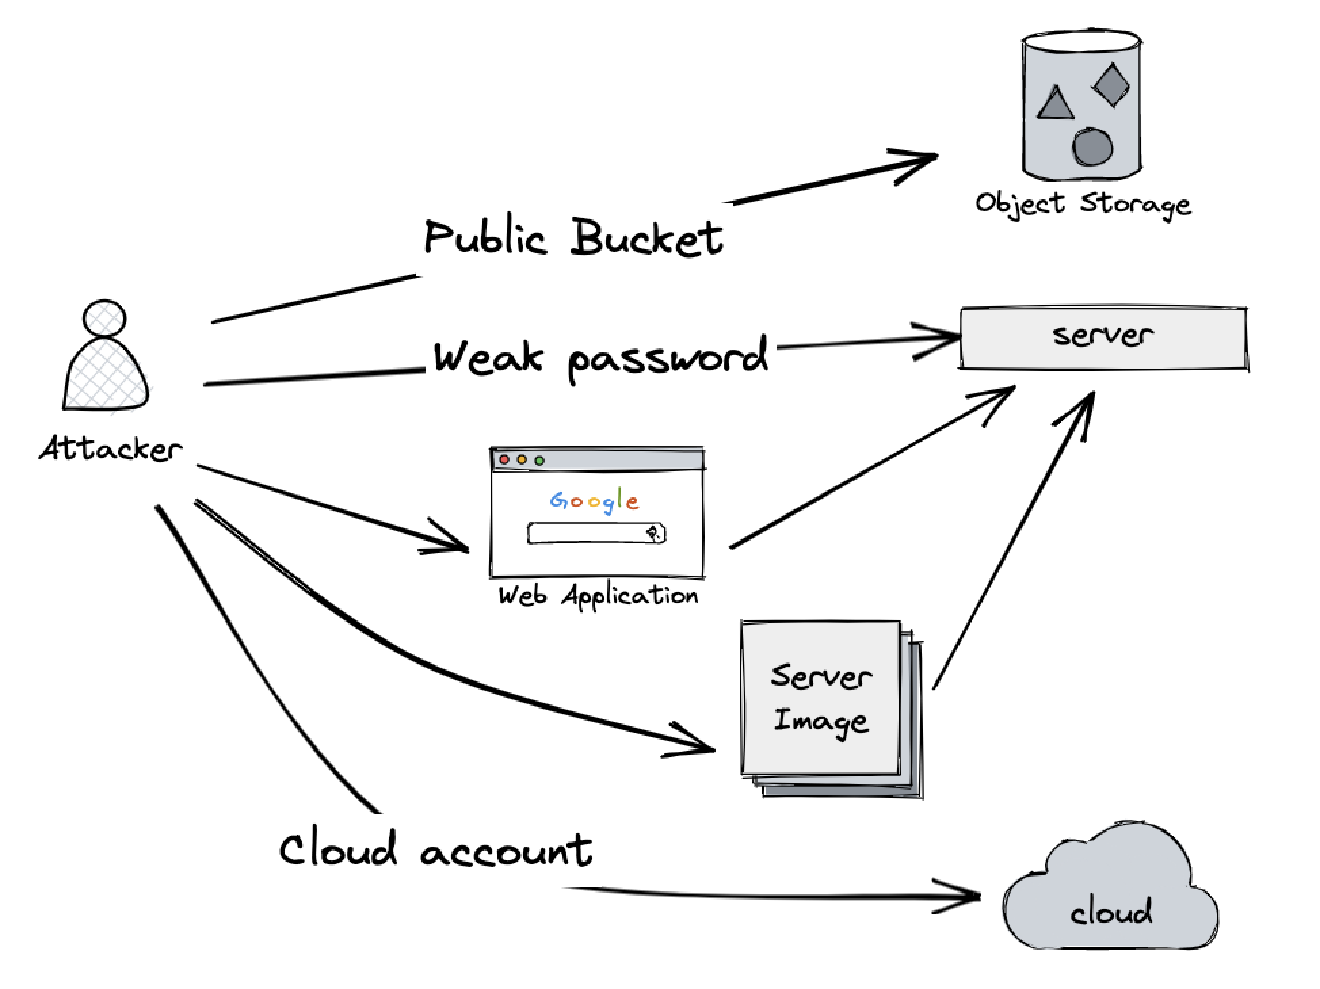 Object Storage
Public Bucket
server
Weak password
Attacker
Google
Web Application
Server
Image
Cloud account
cloud